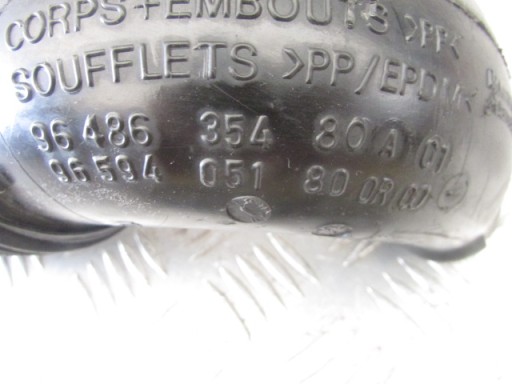 CORPS+EMBOUTS >PP<
SOUFFLETS >PP/EPDM<
96 486 354 80 A 01
96 594 051 80 OR.00